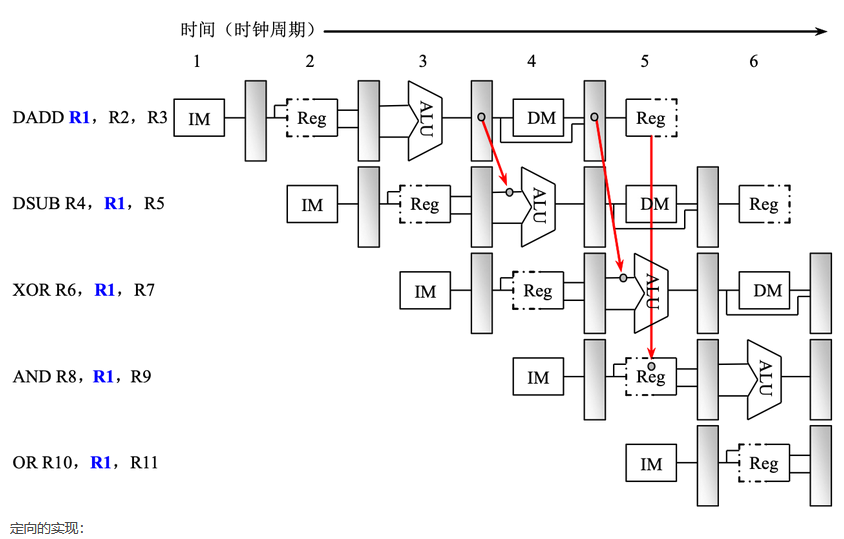 时间（时钟周期）
1 2 3 4 5 6
DADD R1，R2，R3 IM Reg ALU DM Reg
DSUB R4，R1，R5 IM Reg ALU DM Reg
XOR R6，R1，R7 IM Reg ALU DM
AND R8，R1，R9 IM Reg ALU
OR R10，R1，R11 IM Reg
定向的实现：